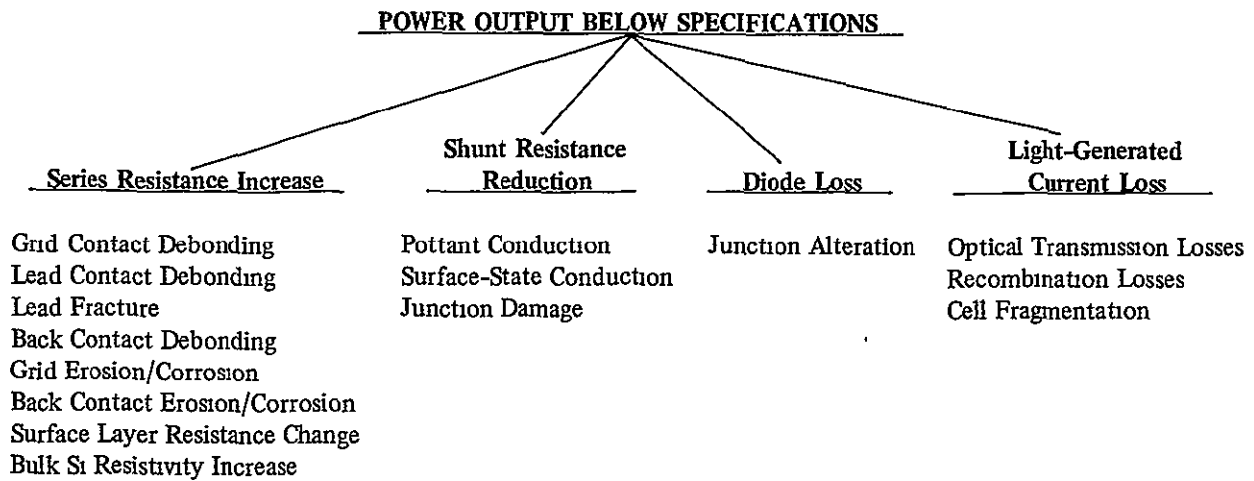 POWER OUTPUT BELOW SPECIFICATIONS
Series Resistance Increase
Grid Contact Debonding
Lead Contact Debonding
Lead Fracture
Back Contact Debonding
Grid Erosion/Corrosion
Back Contact Erosion/Corrosion
Surface Layer Resistance Change
Bulk Si Resistivity Increase
Shunt Resistance
Reduction
Pottant Conduction
Surface-State Conduction
Junction Damage
Diode Loss
Junction Alteration
Light-Generated
Current Loss
Optical Transmission Losses
Recombination Losses
Cell Fragmentation